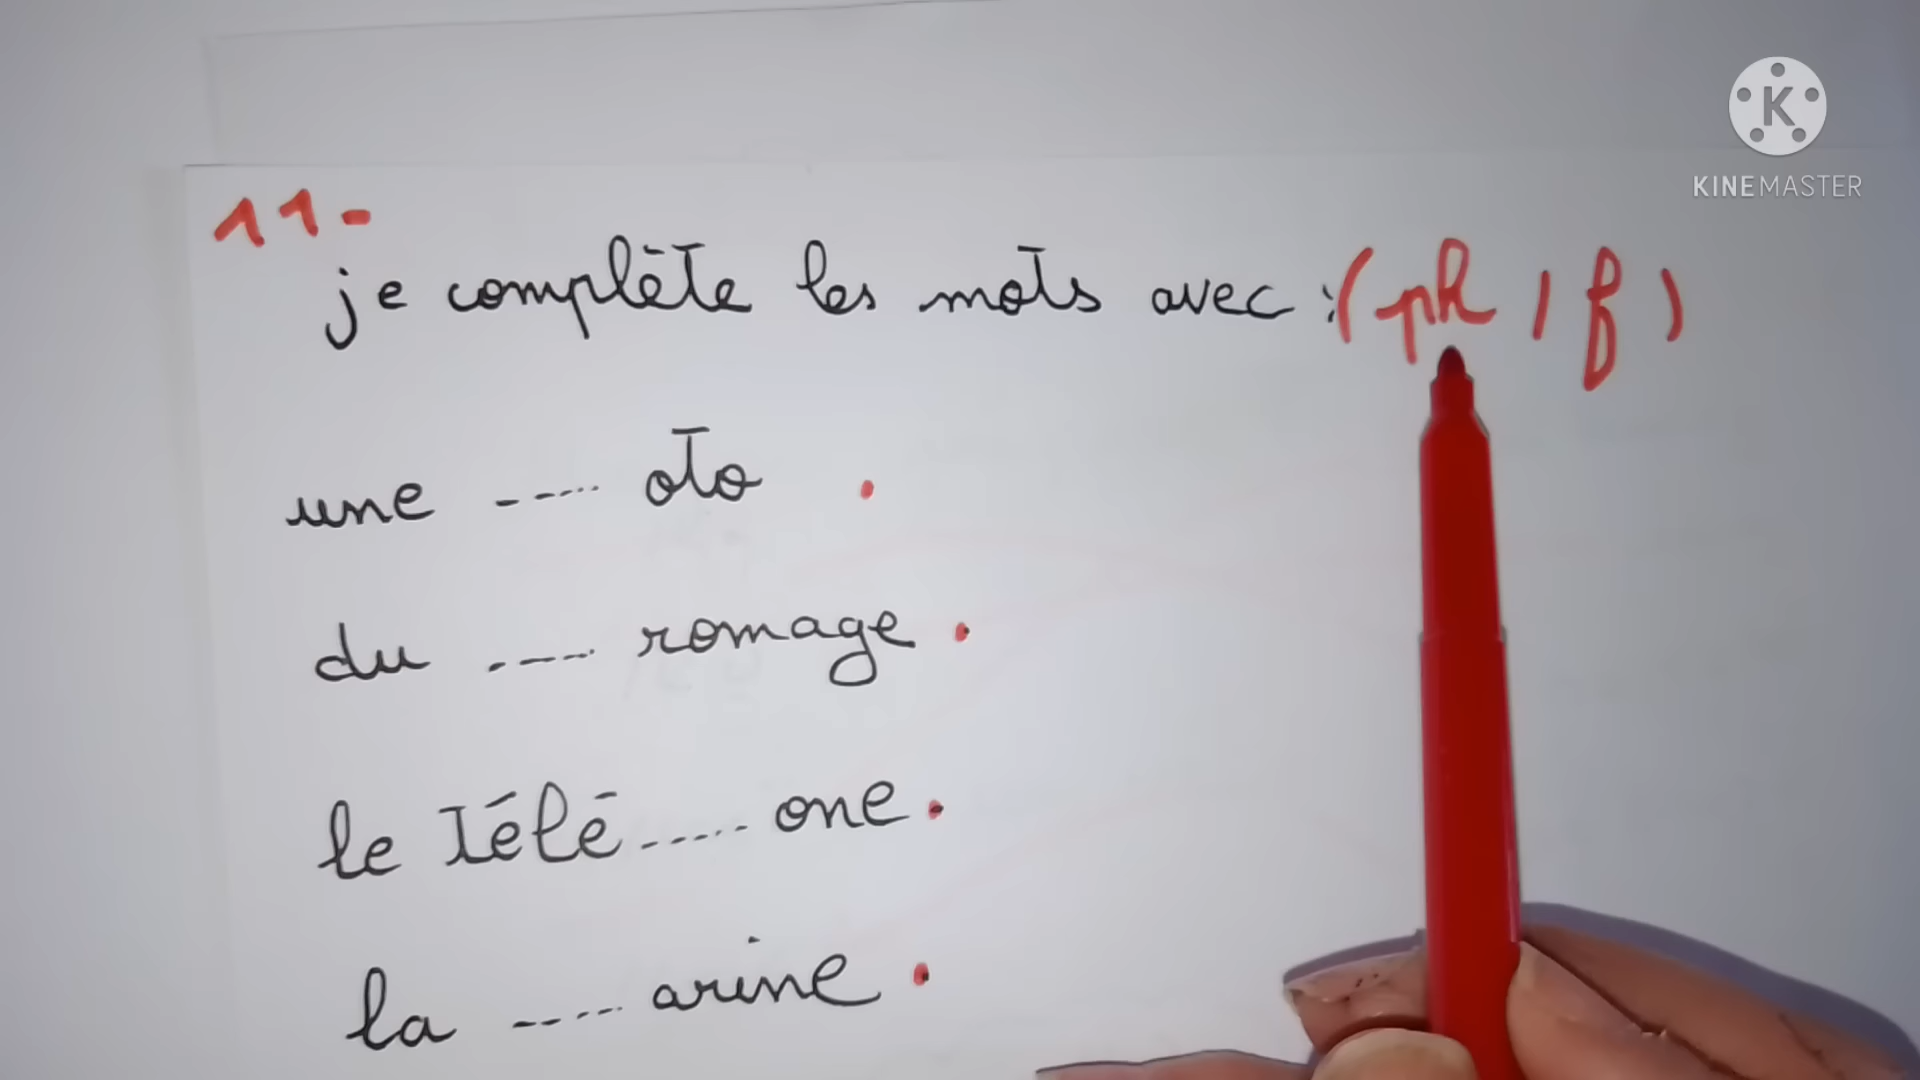 K
KINEMASTER
11-
je complète les mots avec : (ph, f)
une ..... oto .
du ..... romage .
le télé ..... one .
la ..... arine .